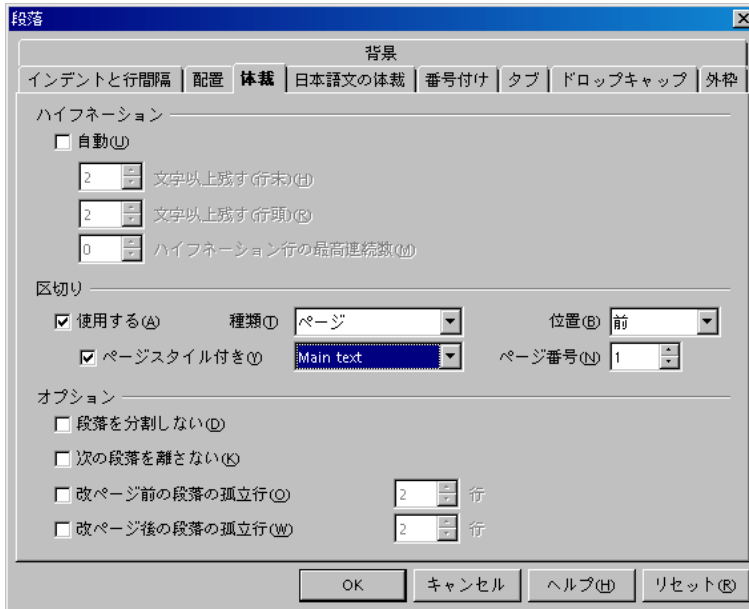 段落
背景
インデントと行間隔 配置 体裁 日本語文の体裁 番号付け タブ ドロップキャップ 外枠
ハイフネーション
自動(U)
2 文字以上残す(行末)(H)
2 文字以上残す(行頭)(R)
0 ハイフネーション行の最高連続数(M)
区切り
使用する(A) 種類(T) ページ 位置(B) 前
ページスタイル付き(Y) Main text ページ番号(N) 1
オプション
段落を分割しない(D)
次の段落を離さない(K)
改ページ前の段落の孤立行(O) 2 行
改ページ後の段落の孤立行(W) 2 行
OK キャンセル ヘルプ(H) リセット(R)